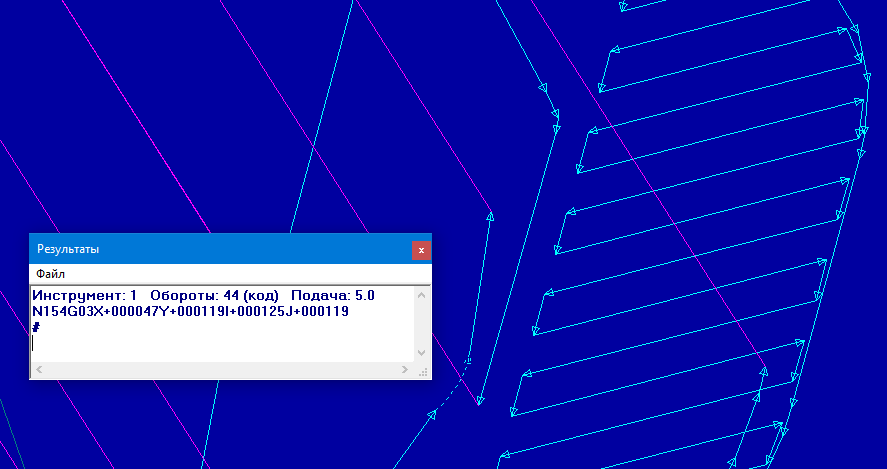 Результаты
x
Файл
Инструмент: 1 Обороты: 44 (код) Подача: 5.0
N154G03X+000047Y+000119I+000125J+000119
#